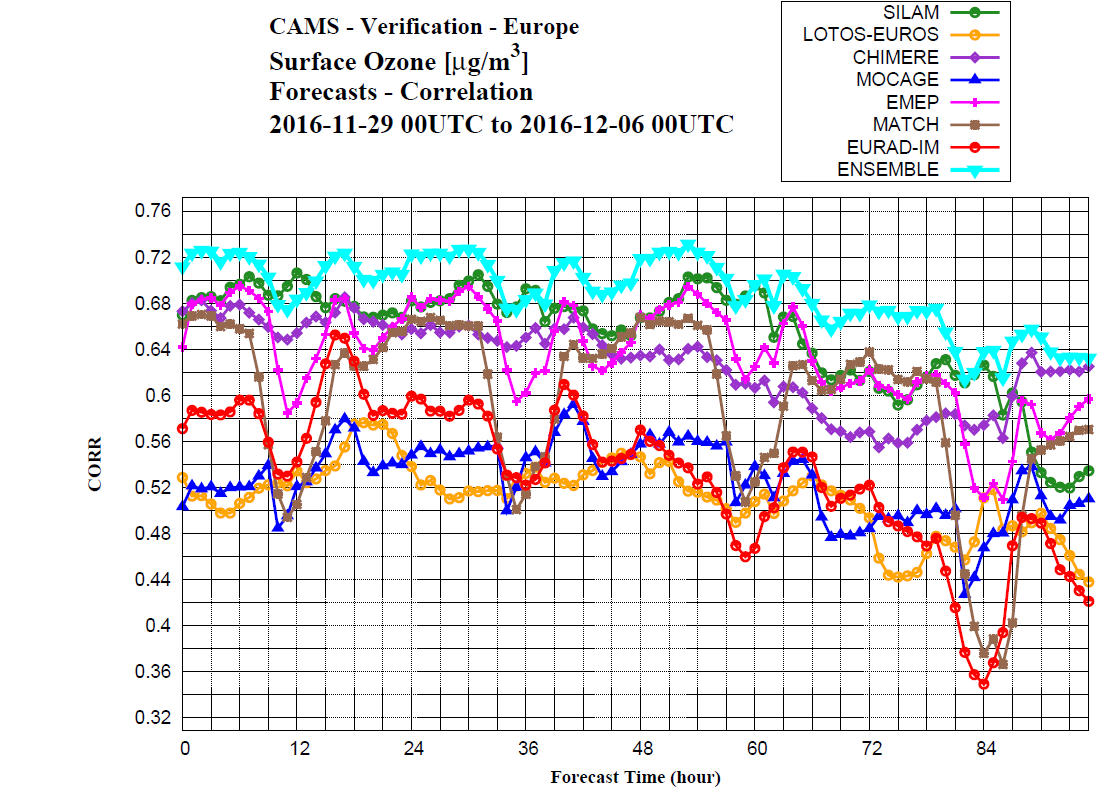 CAMS - Verification - Europe
Surface Ozone [μg/m³]
Forecasts - Correlation
2016-11-29 00UTC to 2016-12-06 00UTC
SILAM
LOTOS-EUROS
CHIMERE
MOCAGE
EMEP
MATCH
EURAD-IM
ENSEMBLE
0.76
0.72
0.68
0.64
0.6
0.56
0.52
0.48
0.44
0.4
0.36
0.32
CORR
0 12 24 36 48 60 72 84
Forecast Time (hour)